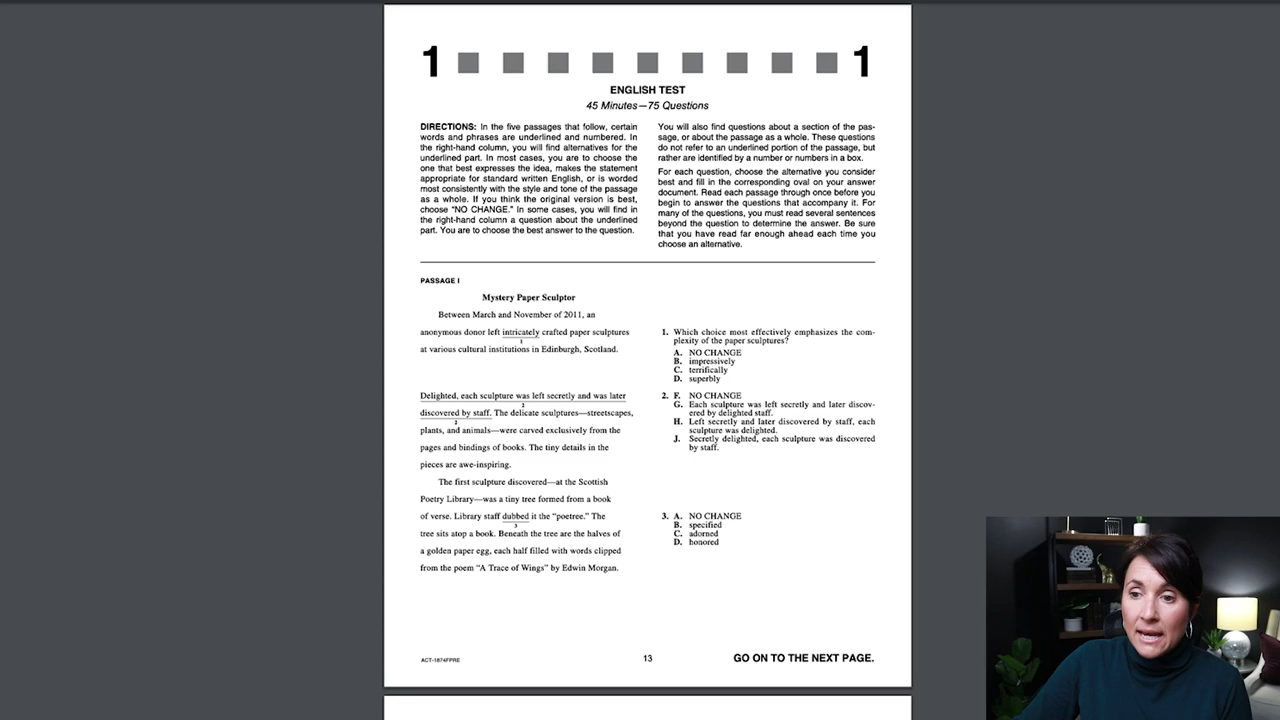 1 1
ENGLISH TEST
45 Minutes—75 Questions
DIRECTIONS: In the five passages that follow, certain
words and phrases are underlined and numbered. In
the right-hand column, you will find alternatives for the
underlined part. In most cases, you are to choose the
one that best expresses the idea, makes the statement
appropriate for standard written English, or is worded
most consistently with the style and tone of the passage
as a whole. If you think the original version is best,
choose “NO CHANGE.” In some cases, you will find in
the right-hand column a question about the underlined
part. You are to choose the best answer to the question.
You will also find questions about a section of the pas-
sage, or about the passage as a whole. These questions
do not refer to an underlined portion of the passage, but
rather are identified by a number or numbers in a box.
For each question, choose the alternative you consider
best and fill in the corresponding oval on your answer
document. Read each passage through once before you
begin to answer the questions that accompany it. For
many of the questions, you must read several sentences
beyond the question to determine the answer. Be sure
that you have read far enough ahead each time you
choose an alternative.
PASSAGE I
Mystery Paper Sculptor
Between March and November of 2011, an
anonymous donor left intricately crafted paper sculptures
1
at various cultural institutions in Edinburgh, Scotland.
Delighted, each sculpture was left secretly and was later
2
discovered by staff. The delicate sculptures—streetscapes,
2
plants, and animals—were carved exclusively from the
pages and bindings of books. The tiny details in the
pieces are awe-inspiring.
The first sculpture discovered—at the Scottish
Poetry Library—was a tiny tree formed from a book
of verse. Library staff dubbed it the “poetree.” The
3
tree sits atop a book. Beneath the tree are the halves of
a golden paper egg, each half filled with words clipped
from the poem “A Trace of Wings” by Edwin Morgan.
1. Which choice most effectively emphasizes the com-
plexity of the paper sculptures?
A. NO CHANGE
B. impressively
C. terrifically
D. superbly
2. F. NO CHANGE
G. Each sculpture was left secretly and later discov-
ered by delighted staff.
H. Left secretly and later discovered by staff, each
sculpture was delighted.
J. Secretly delighted, each sculpture was discovered
by staff.
3. A. NO CHANGE
B. specified
C. adorned
D. honored
ACT-1874FPRE
13
GO ON TO THE NEXT PAGE.